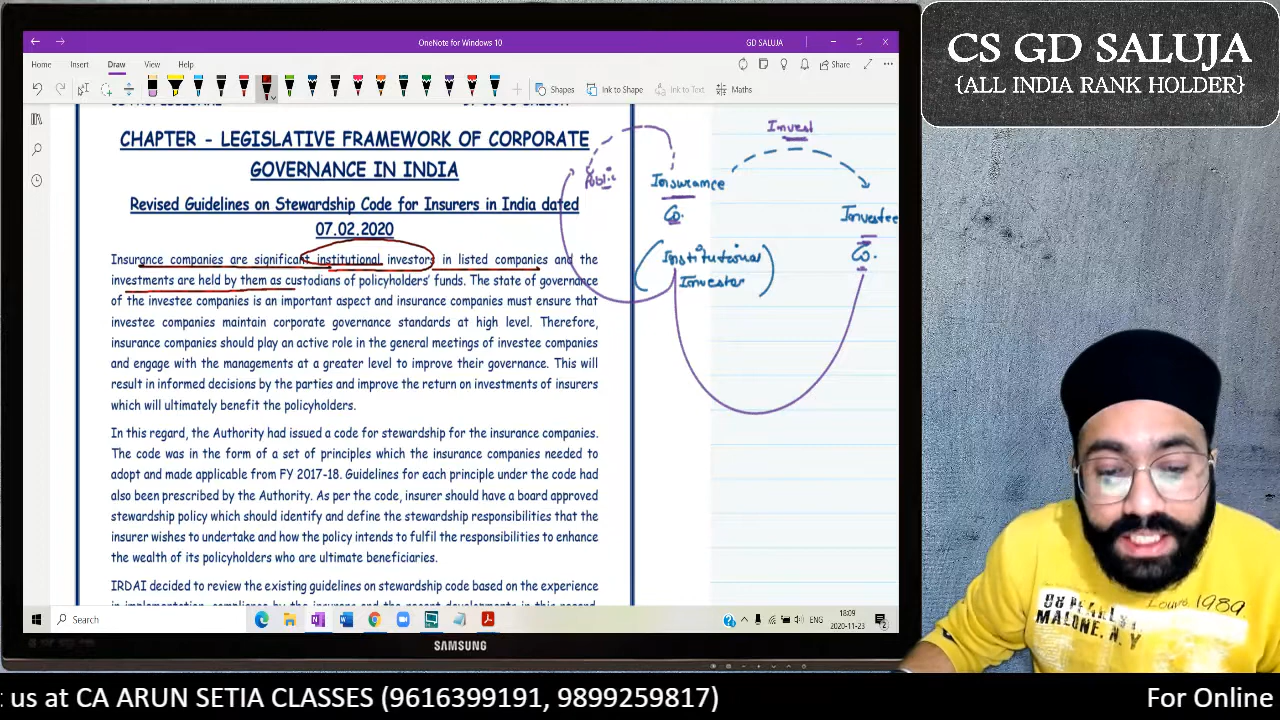 OneNote for Windows 10
GD SALUJA
Home
Insert
Draw
View
Help
Share
Shapes
Ink to Shape
Ink to Text
Maths
CHAPTER - LEGISLATIVE FRAMEWORK OF CORPORATE
GOVERNANCE IN INDIA
Revised Guidelines on Stewardship Code for Insurers in India dated
07.02.2020
Insurance companies are significant institutional investors in listed companies and the
investments are held by them as custodians of policyholders' funds. The state of governance
of the investee companies is an important aspect and insurance companies must ensure that
investee companies maintain corporate governance standards at high level. Therefore,
insurance companies should play an active role in the general meetings of investee companies
and engage with the managements at a greater level to improve their governance. This will
result in informed decisions by the parties and improve the return on investments of insurers
which will ultimately benefit the policyholders.
In this regard, the Authority had issued a code for stewardship for the insurance companies.
The code was in the form of a set of principles which the insurance companies needed to
adopt and made applicable from FY 2017-18. Guidelines for each principle under the code had
also been prescribed by the Authority. As per the code, insurer should have a board approved
stewardship policy which should identify and define the stewardship responsibilities that the
insurer wishes to undertake and how the policy intends to fulfil the responsibilities to enhance
the wealth of its policyholders who are ultimate beneficiaries.
IRDAI decided to review the existing guidelines on stewardship code based on the experience
Invest
Public
Insurance
Co.
(Institutional
Investor)
Investee
Co.
Search
ENG
18:09
2020-11-23
SAMSUNG
CS GD SALUJA
{ALL INDIA RANK HOLDER}
MALONE, N. Y
1989
t us at CA ARUN SETIA CLASSES (9616399191, 9899259817)
For Online